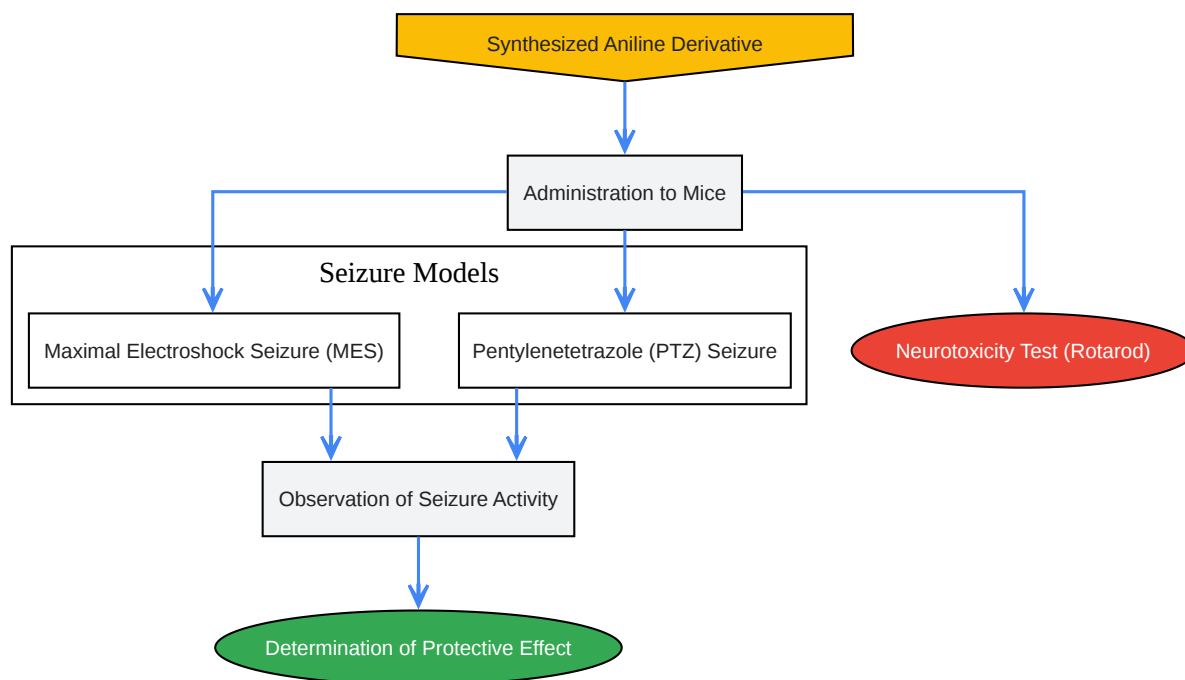 Synthesized Aniline Derivative
Administration to Mice
Seizure Models
Maximal Electroshock Seizure (MES)
Pentylenetetrazole (PTZ) Seizure
Neurotoxicity Test (Rotarod)
Observation of Seizure Activity
Determination of Protective Effect